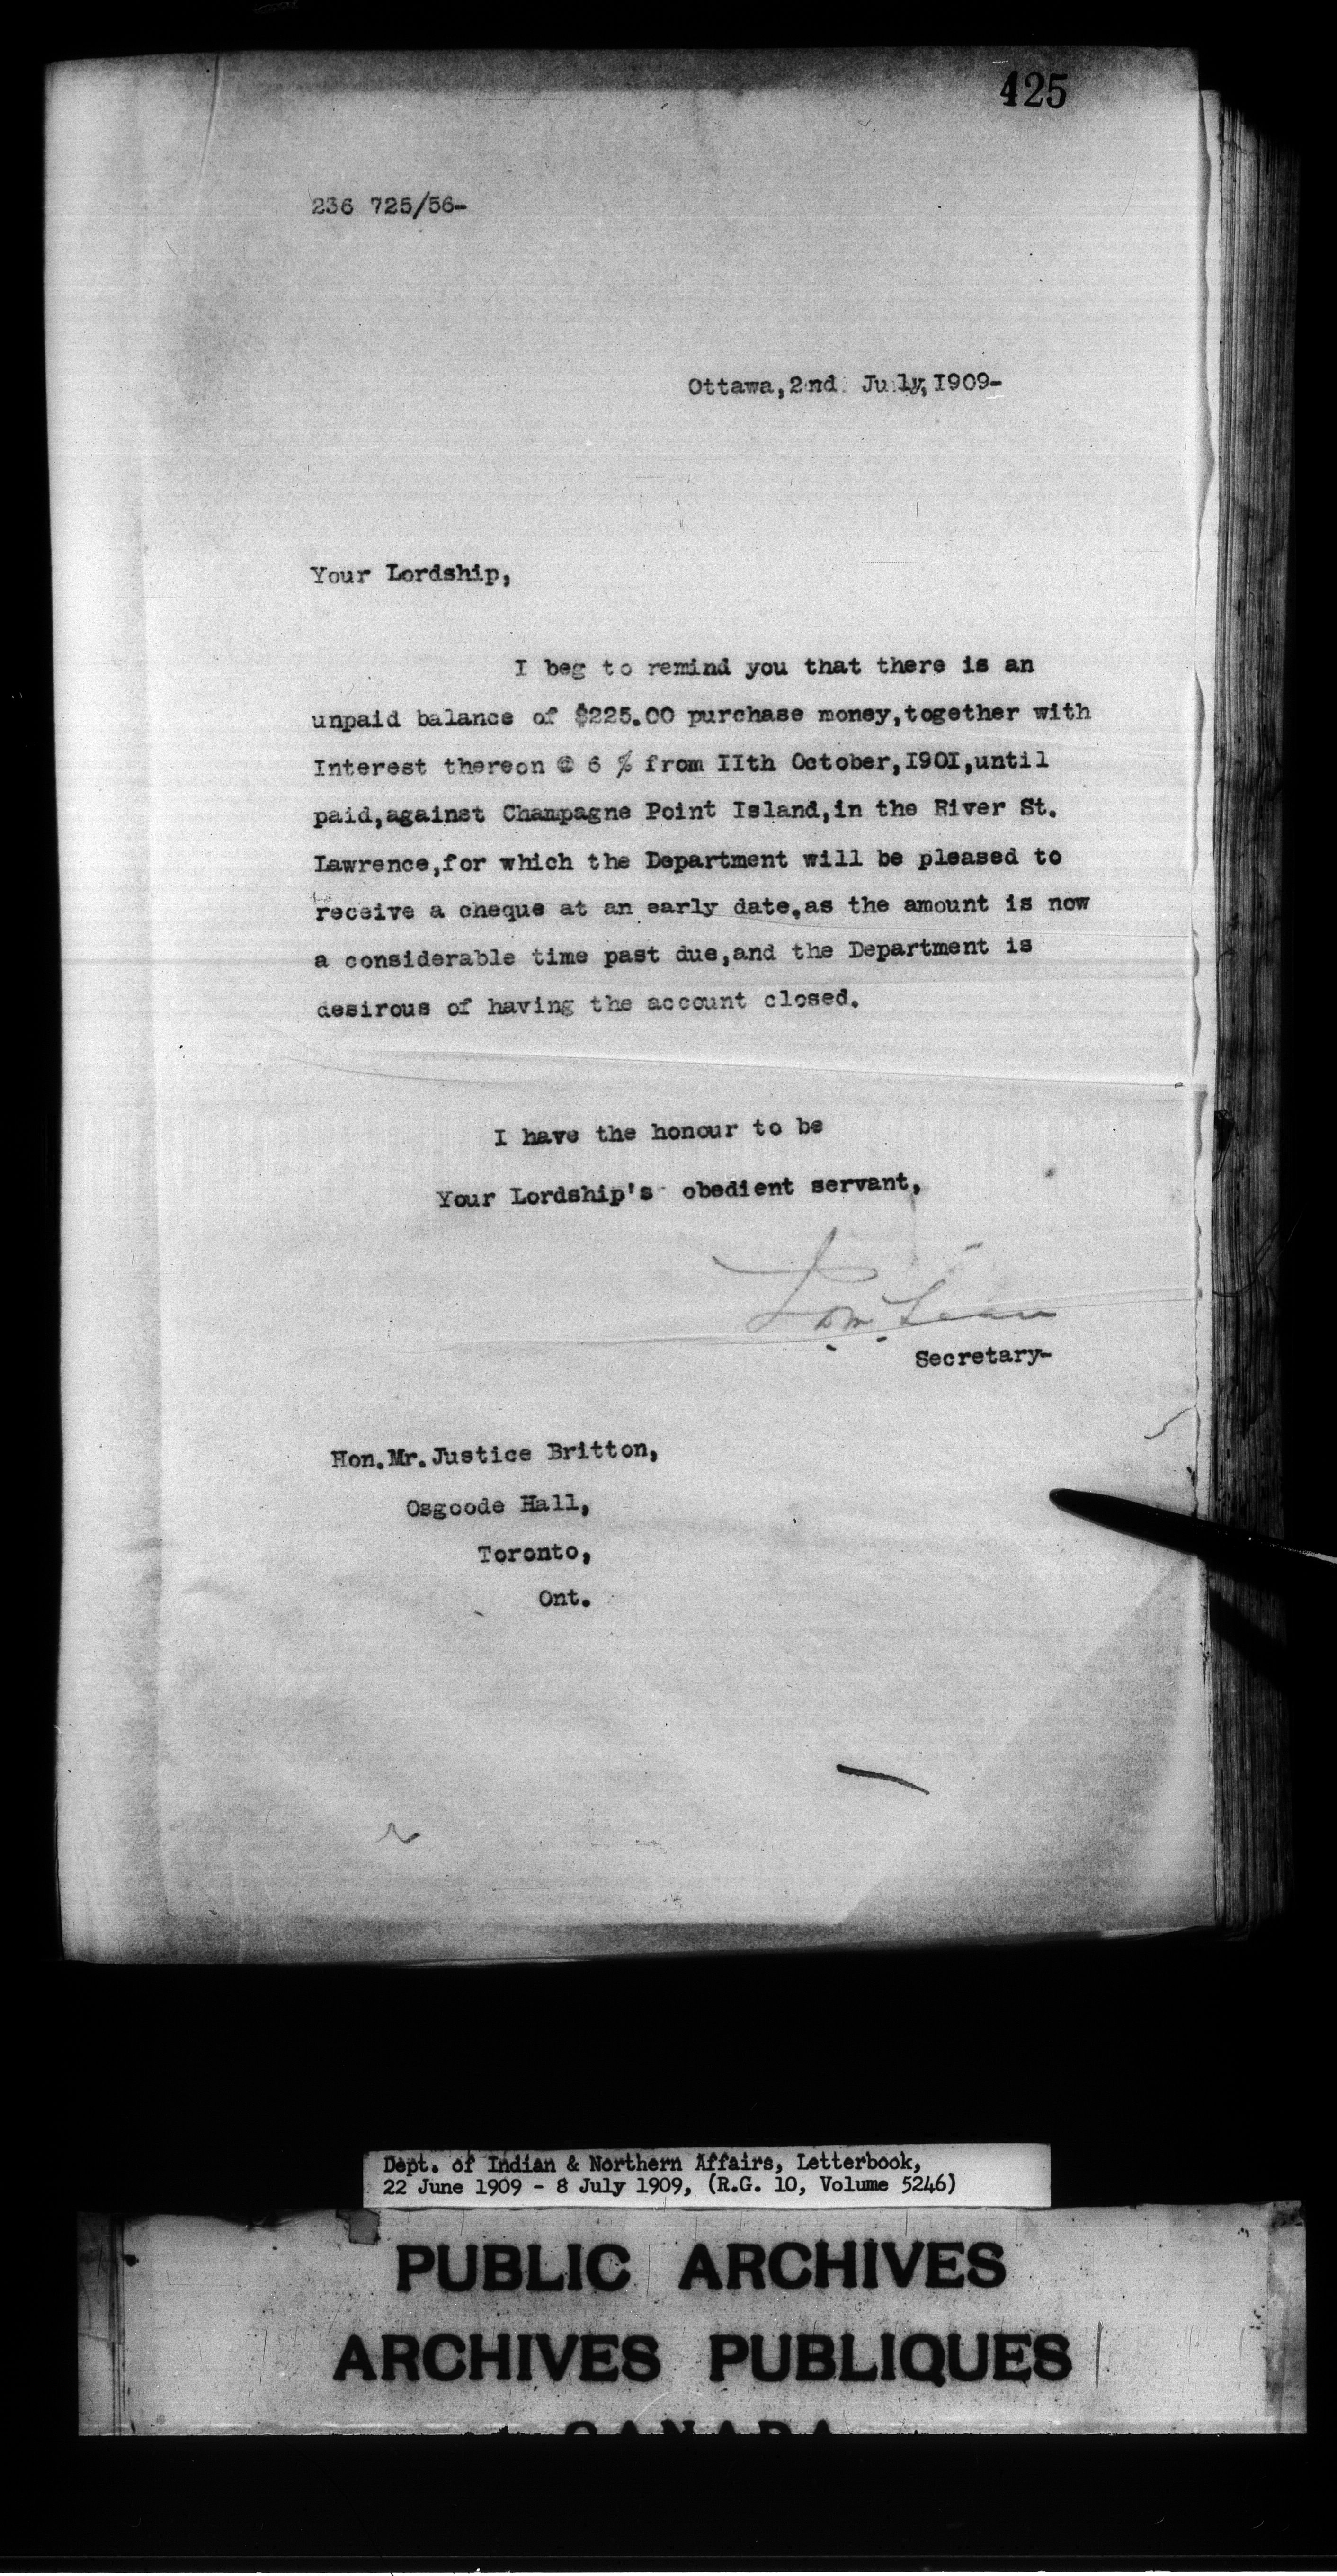 425
236 725/56-
Ottawa, 2nd July, 1909-
Your Lordship,
I beg to remind you that there is an
unpaid balance of $225.00 purchase money, together with
Interest thereon @ 6 % from IIth October, I90I, until
paid, against Champagne Point Island, in the River St.
Lawrence, for which the Department will be pleased to
receive a cheque at an early date, as the amount is now
a considerable time past due, and the Department is
desirous of having the account closed.
I have the honour to be
Your Lordship's obedient servant,
Secretary-
Hon. Mr. Justice Britton,
Osgoode Hall,
Toronto,
Ont.
Dept. of Indian & Northern Affairs, Letterbook,
22 June 1909 - 8 July 1909, (R.G. 10, Volume 5246)
PUBLIC ARCHIVES
ARCHIVES PUBLIQUES
CANADA